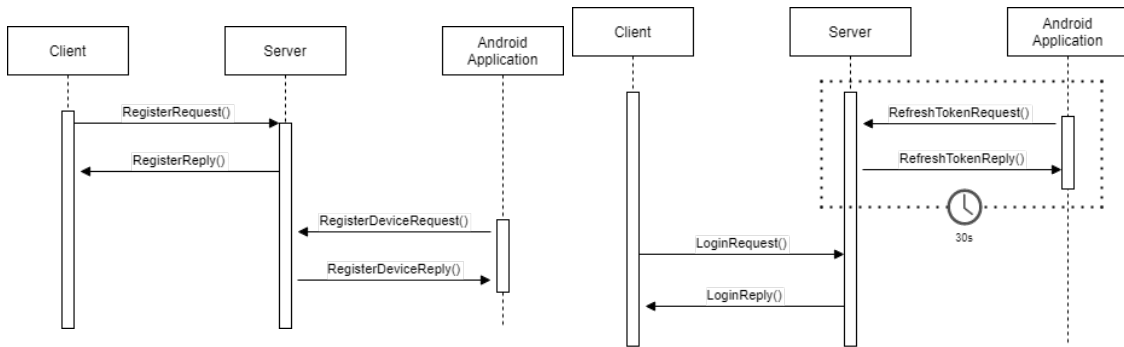 Client
Server
Android
Application
RegisterRequest()
RegisterReply()
RegisterDeviceRequest()
RegisterDeviceReply()
Client
Server
Android
Application
RefreshTokenRequest()
RefreshTokenReply()
30s
LoginRequest()
LoginReply()